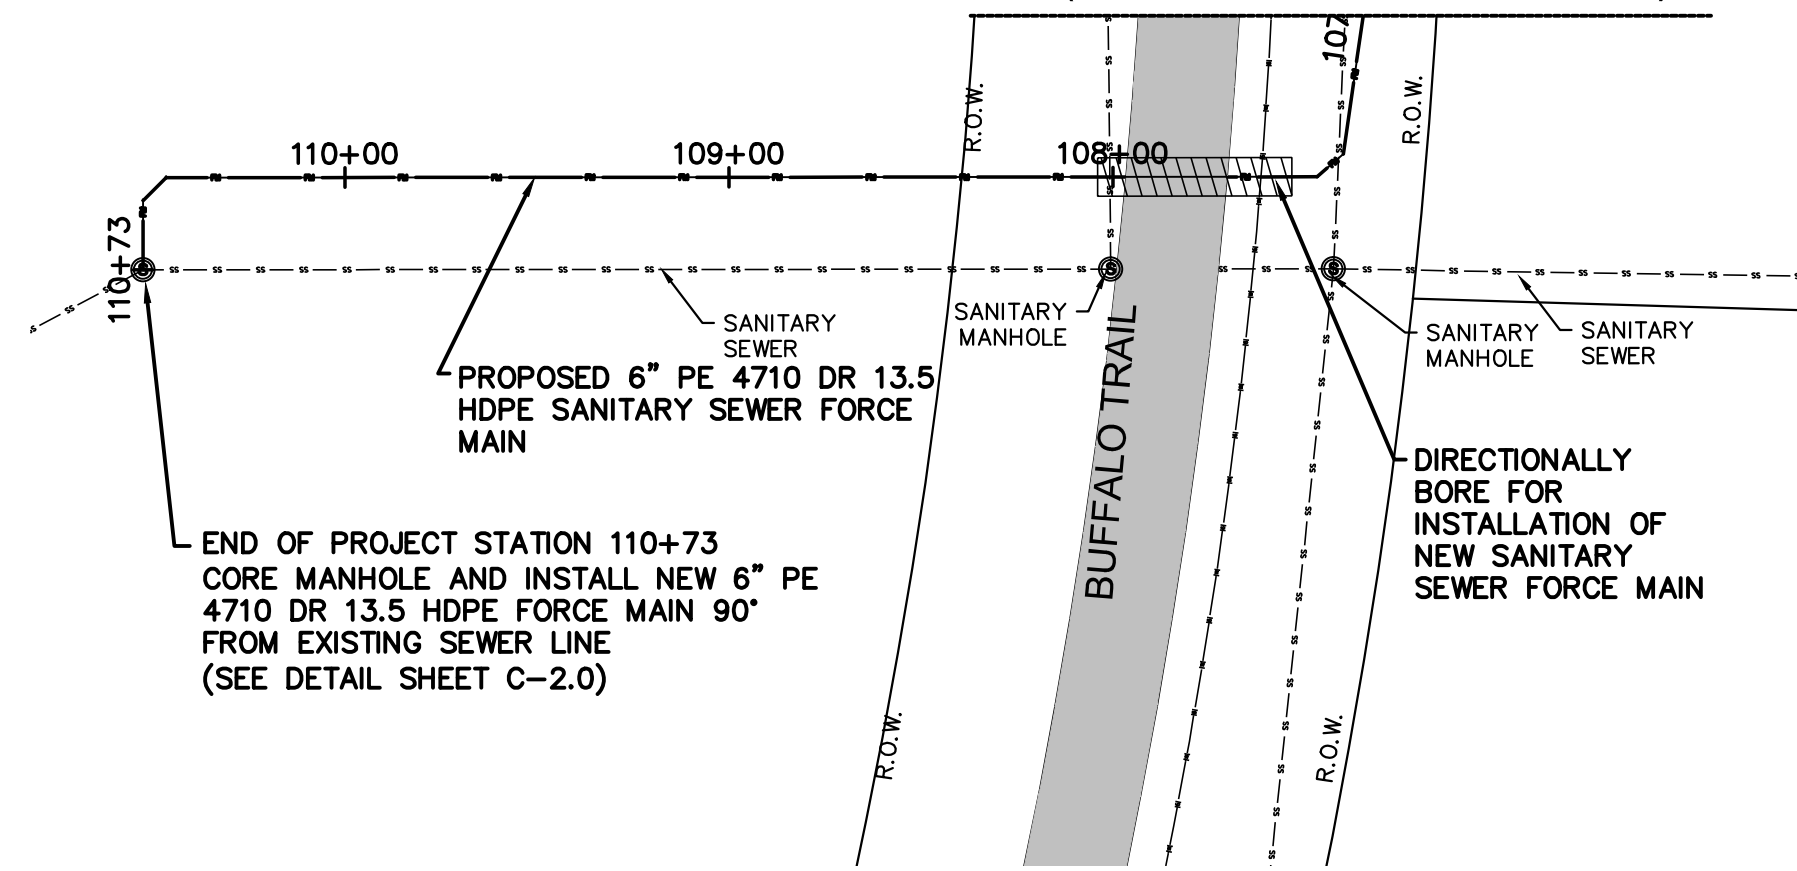 107
R.O.W.
R.O.W.
110+00
109+00
108+00
110+73
SANITARY
MANHOLE
SANITARY
SEWER
SANITARY
MANHOLE
SANITARY
SEWER
PROPOSED 6” PE 4710 DR 13.5
HDPE SANITARY SEWER FORCE
MAIN
BUFFALO TRAIL
DIRECTIONALLY
BORE FOR
INSTALLATION OF
NEW SANITARY
SEWER FORCE MAIN
END OF PROJECT STATION 110+73
CORE MANHOLE AND INSTALL NEW 6” PE
4710 DR 13.5 HDPE FORCE MAIN 90°
FROM EXISTING SEWER LINE
(SEE DETAIL SHEET C-2.0)
R.O.W.
R.O.W.